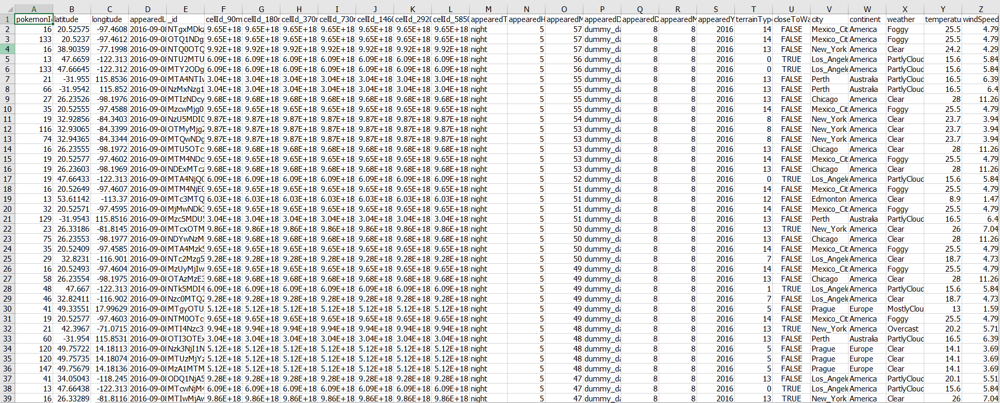 A B C D E F G H I J K L M N O P Q R S T U V W X Y Z
1 pokemonId latitude longitude appearedL _id cellId_90m cellId_180m cellId_370m cellId_730m cellId_1460 cellId_2920 cellId_5850 appearedT appearedH appearedM appearedD appearedD appearedM appearedY terrainType closeToWa city continent weather temperatu windSpeed
2 16 20.52575 -97.4608 2016-09-08 NTgxMDkz 9.65E+18 9.65E+18 9.65E+18 9.65E+18 9.65E+18 9.65E+18 9.65E+18 night 5 57 dummy_da 8 8 2016 14 FALSE Mexico_Cit America Foggy 25.5 4.79
3 133 20.5237 -97.4612 2016-09-08 OTQ1NDg 9.65E+18 9.65E+18 9.65E+18 9.65E+18 9.65E+18 9.65E+18 9.65E+18 night 5 57 dummy_da 8 8 2016 14 FALSE Mexico_Cit America Foggy 25.5 4.79
4 16 38.90359 -77.1998 2016-09-08 NTQ0OTQ 9.92E+18 9.92E+18 9.92E+18 9.92E+18 9.92E+18 9.92E+18 9.92E+18 night 5 57 dummy_da 8 8 2016 13 FALSE New_York America Clear 24.2 4.29
5 13 47.6659 -122.313 2016-09-08 NTU2MTU 6.09E+18 6.09E+18 6.09E+18 6.09E+18 6.09E+18 6.09E+18 6.09E+18 night 5 56 dummy_da 8 8 2016 0 TRUE Los_Angele America PartlyCloud 15.6 5.84
6 133 47.66645 -122.312 2016-09-08 MTY2ODg 6.09E+18 6.09E+18 6.09E+18 6.09E+18 6.09E+18 6.09E+18 6.09E+18 night 5 56 dummy_da 8 8 2016 0 TRUE Los_Angele America PartlyCloud 15.6 5.84
7 21 -31.955 115.8536 2016-09-08 MTA4NTIw 3.04E+18 3.04E+18 3.04E+18 3.04E+18 3.04E+18 3.04E+18 3.04E+18 night 5 55 dummy_da 8 8 2016 13 FALSE Perth Australia PartlyCloud 16.5 6.39
8 66 -31.9542 115.852 2016-09-08 NzMxNzg1 3.04E+18 3.04E+18 3.04E+18 3.04E+18 3.04E+18 3.04E+18 3.04E+18 night 5 55 dummy_da 8 8 2016 13 FALSE Perth Australia PartlyCloud 16.5 6.4
9 27 26.23526 -98.1976 2016-09-08 MTIzNDcy 9.68E+18 9.68E+18 9.68E+18 9.68E+18 9.68E+18 9.68E+18 9.68E+18 night 5 55 dummy_da 8 8 2016 13 FALSE Chicago America Clear 28 11.26
10 35 20.52555 -97.4588 2016-09-08 MzcwMjg0 9.65E+18 9.65E+18 9.65E+18 9.65E+18 9.65E+18 9.65E+18 9.65E+18 night 5 55 dummy_da 8 8 2016 14 FALSE Mexico_Cit America Foggy 25.5 4.79
11 19 32.92856 -84.3403 2016-09-08 NzU5MDI0 9.87E+18 9.87E+18 9.87E+18 9.87E+18 9.87E+18 9.87E+18 9.87E+18 night 5 54 dummy_da 8 8 2016 8 FALSE New_York America Clear 23.7 3.94
12 116 32.93065 -84.3399 2016-09-08 OTMyMjg2 9.87E+18 9.87E+18 9.87E+18 9.87E+18 9.87E+18 9.87E+18 9.87E+18 night 5 53 dummy_da 8 8 2016 8 FALSE New_York America Clear 23.7 3.94
13 74 32.94365 -84.3344 2016-09-08 MTQwNDg 9.87E+18 9.87E+18 9.87E+18 9.87E+18 9.87E+18 9.87E+18 9.87E+18 night 5 53 dummy_da 8 8 2016 8 FALSE New_York America Clear 23.7 3.94
14 16 26.23555 -98.1972 2016-09-08 MTU5OTc 9.68E+18 9.68E+18 9.68E+18 9.68E+18 9.68E+18 9.68E+18 9.68E+18 night 5 53 dummy_da 8 8 2016 13 FALSE Chicago America Clear 28 11.26
15 19 20.52577 -97.4602 2016-09-08 MTM4NDc 9.65E+18 9.65E+18 9.65E+18 9.65E+18 9.65E+18 9.65E+18 9.65E+18 night 5 53 dummy_da 8 8 2016 14 FALSE Mexico_Cit America Foggy 25.5 4.79
16 19 26.23603 -98.1969 2016-09-08 NDExMTcz 9.68E+18 9.68E+18 9.68E+18 9.68E+18 9.68E+18 9.68E+18 9.68E+18 night 5 53 dummy_da 8 8 2016 13 FALSE Chicago America Clear 28 11.26
17 19 47.66433 -122.313 2016-09-08 MTA4NjQ0 6.09E+18 6.09E+18 6.09E+18 6.09E+18 6.09E+18 6.09E+18 6.09E+18 night 5 52 dummy_da 8 8 2016 0 TRUE Los_Angele America PartlyCloud 15.6 5.84
18 16 20.52649 -97.4607 2016-09-08 MTM4NjE0 9.65E+18 9.65E+18 9.65E+18 9.65E+18 9.65E+18 9.65E+18 9.65E+18 night 5 51 dummy_da 8 8 2016 14 FALSE Mexico_Cit America Foggy 25.5 4.79
19 13 53.61142 -113.37 2016-09-08 MTc3MTQ 6.03E+18 6.03E+18 6.03E+18 6.03E+18 6.03E+18 6.03E+18 6.03E+18 night 5 51 dummy_da 8 8 2016 12 FALSE Edmonton America Clear 8.9 1.47
20 32 20.52571 -97.4595 2016-09-08 MjMwNDk3 9.65E+18 9.65E+18 9.65E+18 9.65E+18 9.65E+18 9.65E+18 9.65E+18 night 5 51 dummy_da 8 8 2016 14 FALSE Mexico_Cit America Foggy 25.5 4.79
21 129 -31.9543 115.8516 2016-09-08 Mzc5MDU5 3.04E+18 3.04E+18 3.04E+18 3.04E+18 3.04E+18 3.04E+18 3.04E+18 night 5 51 dummy_da 8 8 2016 13 FALSE Perth Australia PartlyCloud 16.5 6.4
22 23 26.33186 -81.8145 2016-09-08 MTcxOTM 9.86E+18 9.86E+18 9.86E+18 9.86E+18 9.86E+18 9.86E+18 9.86E+18 night 5 50 dummy_da 8 8 2016 13 TRUE New_York America Clear 26 7.04
23 75 26.23553 -98.1977 2016-09-08 NDYwNzM 9.68E+18 9.68E+18 9.68E+18 9.68E+18 9.68E+18 9.68E+18 9.68E+18 night 5 50 dummy_da 8 8 2016 13 FALSE Chicago America Clear 28 11.26
24 35 20.52409 -97.4585 2016-09-08 MTA4Mzk5 9.65E+18 9.65E+18 9.65E+18 9.65E+18 9.65E+18 9.65E+18 9.65E+18 night 5 50 dummy_da 8 8 2016 14 FALSE Mexico_Cit America Foggy 25.5 4.79
25 29 32.8231 -116.901 2016-09-08 NTc2Mzg5 9.28E+18 9.28E+18 9.28E+18 9.28E+18 9.28E+18 9.28E+18 9.28E+18 night 5 50 dummy_da 8 8 2016 7 FALSE Los_Angele America Clear 18.7 4.73
26 16 20.52493 -97.4604 2016-09-08 MzUyMjIw 9.65E+18 9.65E+18 9.65E+18 9.65E+18 9.65E+18 9.65E+18 9.65E+18 night 5 49 dummy_da 8 8 2016 14 FALSE Mexico_Cit America Foggy 25.5 4.79
27 58 26.23554 -98.1975 2016-09-08 OTAzMzE3 9.68E+18 9.68E+18 9.68E+18 9.68E+18 9.68E+18 9.68E+18 9.68E+18 night 5 49 dummy_da 8 8 2016 13 FALSE Chicago America Clear 28 11.26
28 48 47.667 -122.313 2016-09-08 NTk5MDI4 6.09E+18 6.09E+18 6.09E+18 6.09E+18 6.09E+18 6.09E+18 6.09E+18 night 5 49 dummy_da 8 8 2016 1 TRUE Los_Angele America PartlyCloud 15.6 5.84
29 46 32.82411 -116.902 2016-09-08 Nzc0MTQ2 9.28E+18 9.28E+18 9.28E+18 9.28E+18 9.28E+18 9.28E+18 9.28E+18 night 5 49 dummy_da 8 8 2016 7 FALSE Los_Angele America Clear 18.7 4.73
30 41 49.33551 17.99629 2016-09-08 MTgyOTU 5.12E+18 5.12E+18 5.12E+18 5.12E+18 5.12E+18 5.12E+18 5.12E+18 night 5 49 dummy_da 8 8 2016 5 FALSE Prague Europe MostlyClou 13 1.59
31 19 20.52577 -97.4603 2016-09-08 NTM0OTc 9.65E+18 9.65E+18 9.65E+18 9.65E+18 9.65E+18 9.65E+18 9.65E+18 night 5 49 dummy_da 8 8 2016 14 FALSE Mexico_Cit America Foggy 25.5 4.79
32 21 42.3967 -71.0715 2016-09-08 MTI4Nzc3 9.94E+18 9.94E+18 9.94E+18 9.94E+18 9.94E+18 9.94E+18 9.94E+18 night 5 48 dummy_da 8 8 2016 13 TRUE New_York America Overcast 20.2 5.71
33 60 -31.954 115.8531 2016-09-08 OTI3OTEx 3.04E+18 3.04E+18 3.04E+18 3.04E+18 3.04E+18 3.04E+18 3.04E+18 night 5 48 dummy_da 8 8 2016 13 FALSE Perth Australia PartlyCloud 16.5 6.39
34 120 49.75722 14.18113 2016-09-08 Nzk3NjI1N 5.12E+18 5.12E+18 5.12E+18 5.12E+18 5.12E+18 5.12E+18 5.12E+18 night 5 48 dummy_da 8 8 2016 5 FALSE Prague Europe Clear 14.1 3.69
35 120 49.75735 14.18074 2016-09-08 MTUzMjYz 5.12E+18 5.12E+18 5.12E+18 5.12E+18 5.12E+18 5.12E+18 5.12E+18 night 5 48 dummy_da 8 8 2016 5 FALSE Prague Europe Clear 14.1 3.69
36 147 49.75679 14.18136 2016-09-08 MzA1MTM 5.12E+18 5.12E+18 5.12E+18 5.12E+18 5.12E+18 5.12E+18 5.12E+18 night 5 48 dummy_da 8 8 2016 5 FALSE Prague Europe Clear 14.1 3.69
37 41 34.05043 -118.245 2016-09-08 ODQ1NjA5 9.28E+18 9.28E+18 9.28E+18 9.28E+18 9.28E+18 9.28E+18 9.28E+18 night 5 47 dummy_da 8 8 2016 13 FALSE Los_Angele America PartlyCloud 20.1 5.51
38 13 47.66438 -122.313 2016-09-08 MTcwNjM4 6.09E+18 6.09E+18 6.09E+18 6.09E+18 6.09E+18 6.09E+18 6.09E+18 night 5 47 dummy_da 8 8 2016 0 TRUE Los_Angele America PartlyCloud 15.6 5.84
39 16 26.33289 -81.8116 2016-09-08 MTIwMjAw 9.86E+18 9.86E+18 9.86E+18 9.86E+18 9.86E+18 9.86E+18 9.86E+18 night 5 47 dummy_da 8 8 2016 13 TRUE New_York America Clear 26 7.04